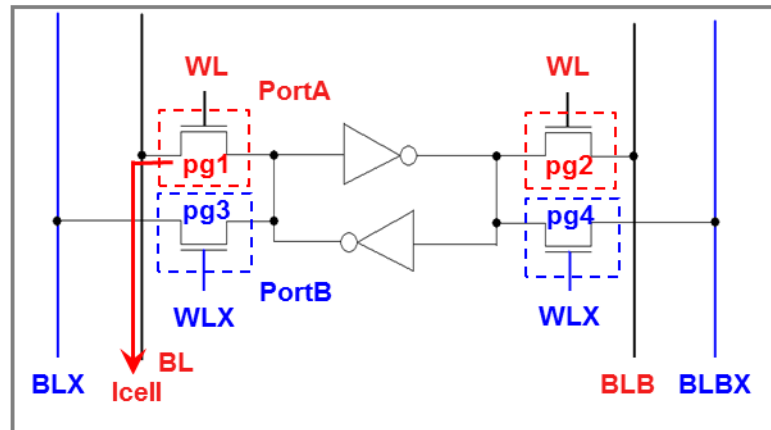 WL
PortA
WL
pg1
pg2
pg3
pg4
WLX
PortB
WLX
BL
BLX
Icell
BLB
BLBX